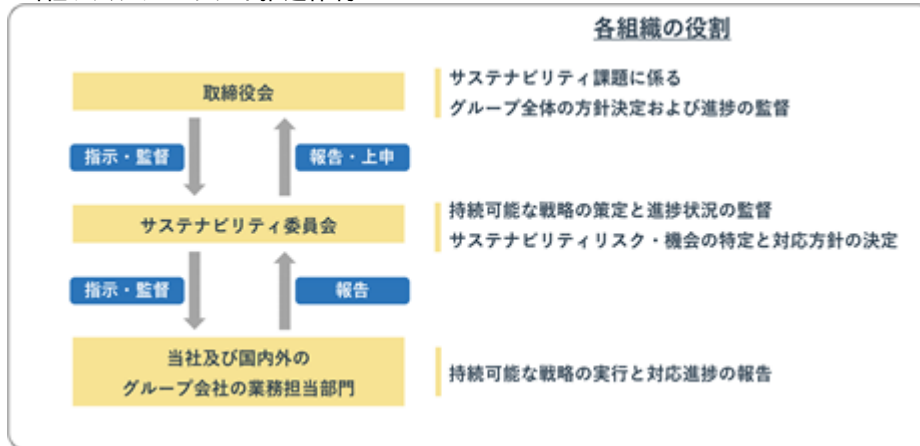 各組織の役割
取締役会
サステナビリティ課題に係る
グループ全体の方針決定および進捗の監督
指示・監督
報告・上申
サステナビリティ委員会
持続可能な戦略の策定と進捗状況の監督
サステナビリティリスク・機会の特定と対応方針の決定
指示・監督
報告
当社及び国内外の
グループ会社の業務担当部門
持続可能な戦略の実行と対応進捗の報告